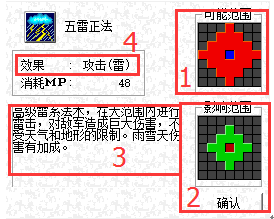 五雷正法
可能范围
4
效果 : 攻击(雷)
消耗MP: 48
1
高级雷系法术，在大范围内进行
雷击，对敌军造成巨大伤害，不
受天气和地形的限制。雨雪天伤
害有加成。
3
影响范围
2
确认